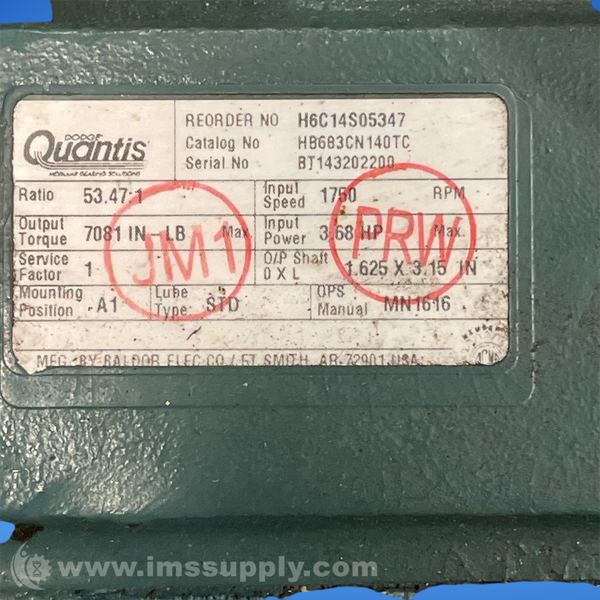 DODGE
Quantis
MODULAR GEARING SOLUTIONS
REORDER NO H6C14S05347
Catalog No HB683CN140TC
Serial No BT143202200
Ratio 53.47:1 Input Speed 1750 RPM
Output Torque 7081 IN-LB Max. Input Power 3.68 HP Max.
Service Factor 1 O/P Shaft D X L 1.625 X 3.15 IN
Mounting Position A1 Lube Type: STD OPS Manual MN1616
MFG. BY BALDOR ELEC CO / FT SMITH, AR 72901 USA
JM1
PRW
www.imssupply.com